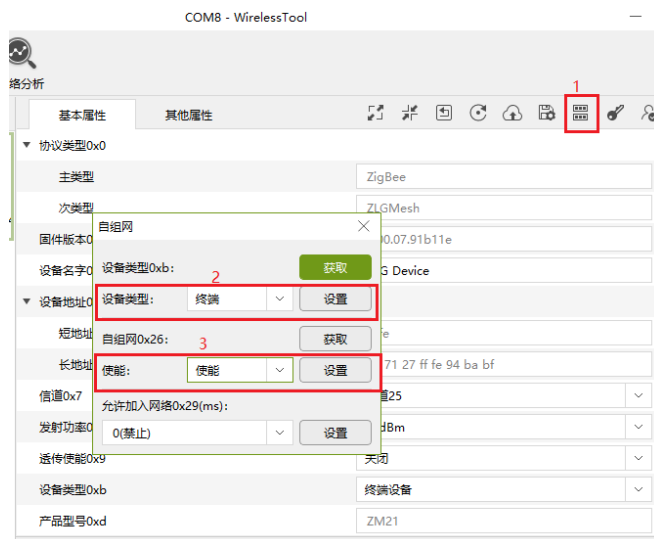 COM8 - WirelessTool
络分析
1
基本属性 其他属性
协议类型0x0
主类型 ZigBee
次类型 ZLGMesh
自组网
固件版本0 00.07.91b11e
设备名字0 G Device
设备类型0xb: 获取
2
设备地址0
设备类型: 终端 设置
短地址
自组网0x26: 获取
3
长地址 71 27 ff fe 94 ba bf
使能: 使能 设置
信道0x7 道25
允许加入网络0x29(ms):
发射功率0 dBm
0(禁止) 设置
透传使能0x9 关闭
设备类型0xb 终端设备
产品型号0xd ZM21